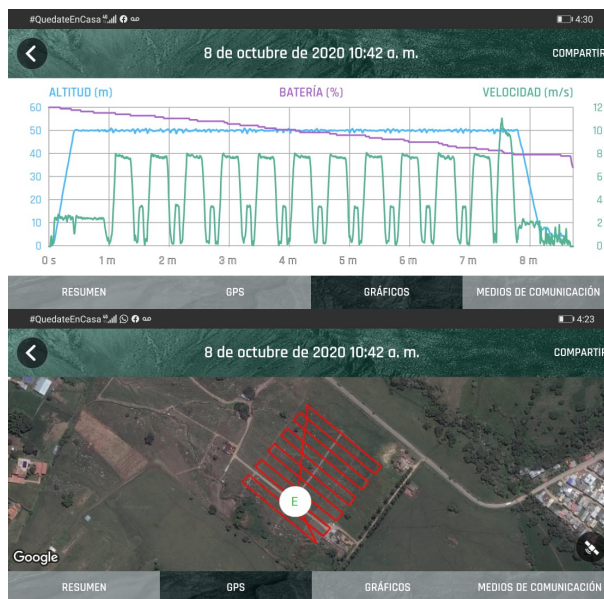 #QuedateEnCasa 4:30
8 de octubre de 2020 10:42 a. m.
COMPARTIR
ALTITUD (m) BATERÍA (%) VELOCIDAD (m/s)
60 12
50 10
40 8
30 6
20 4
10 2
0 0
0 s 1 m 2 m 3 m 4 m 5 m 6 m 7 m 8 m
RESUMEN GPS GRÁFICOS MEDIOS DE COMUNICACIÓN
#QuedateEnCasa 4:23
8 de octubre de 2020 10:42 a. m.
COMPARTIR
E
Google
RESUMEN GPS GRÁFICOS MEDIOS DE COMUNICACIÓN